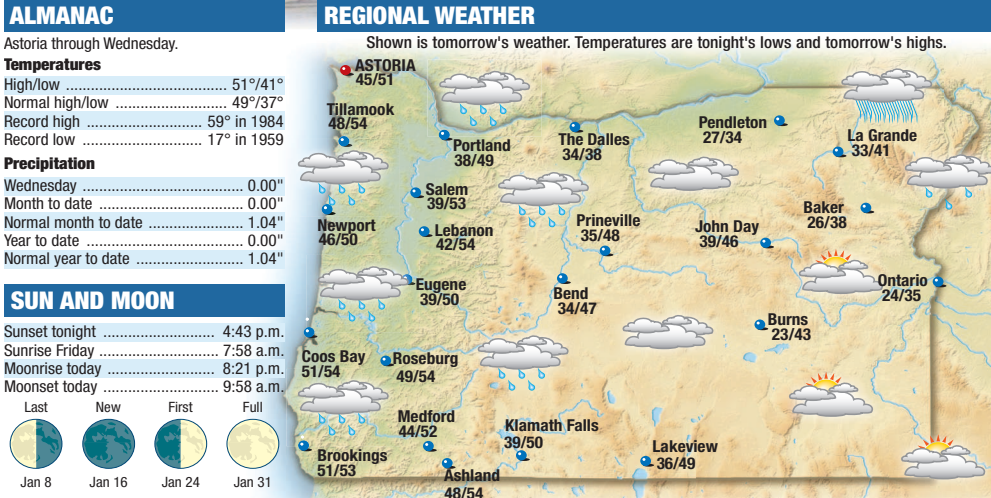 ALMANAC
Astoria through Wednesday.
Temperatures
High/low .................................. 51°/41°
Normal high/low ........................... 49°/37°
Record high ....................... 59° in 1984
Record low ........................ 17° in 1959
Precipitation
Wednesday ................................. 0.00"
Month to date ............................. 0.00"
Normal month to date ................... 1.04"
Year to date ................................ 0.00"
Normal year to date ...................... 1.04"
SUN AND MOON
Sunset tonight ........................ 4:43 p.m.
Sunrise Friday ........................ 7:58 a.m.
Moonrise today ....................... 8:21 p.m.
Moonset today ........................ 9:58 a.m.
Last New First Full
Jan 8 Jan 16 Jan 24 Jan 31
REGIONAL WEATHER
Shown is tomorrow's weather. Temperatures are tonight's lows and tomorrow's highs.
ASTORIA
45/51
Tillamook
48/54
Portland
38/49
The Dalles
34/38
Pendleton
27/34
La Grande
33/41
Salem
39/53
Newport
46/50
Lebanon
42/54
Prineville
35/48
John Day
39/46
Baker
26/38
Eugene
39/50
Bend
34/47
Ontario
24/35
Burns
23/43
Coos Bay
51/54
Roseburg
49/54
Medford
44/52
Klamath Falls
39/50
Brookings
51/53
Ashland
48/54
Lakeview
36/49